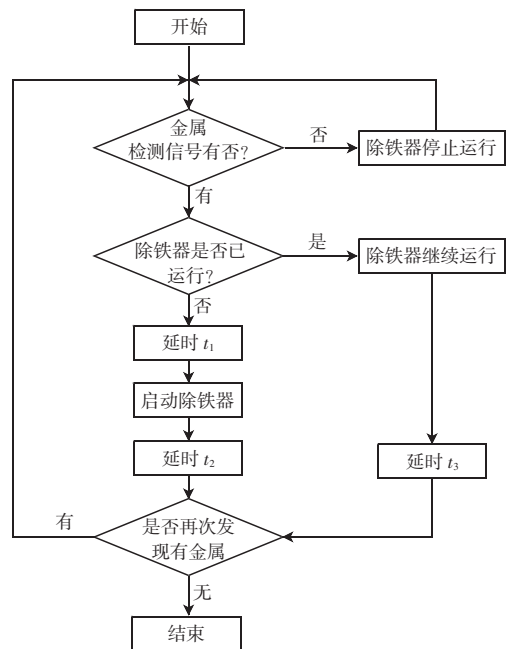 开始
金属
检测信号有否?
否
除铁器停止运行
有
除铁器是否已
运行?
是
除铁器继续运行
否
延时 t₁
启动除铁器
延时 t₂
延时 t₃
有
是否再次发
现有金属
无
结束